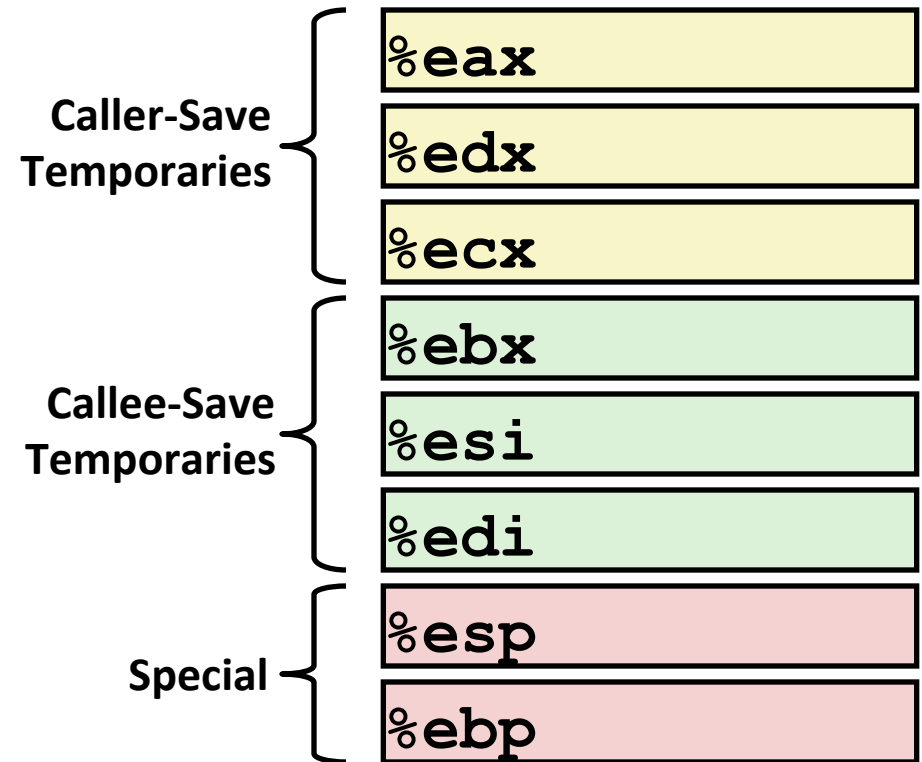 Caller-Save
Temporaries
%eax
%edx
%ecx
Callee-Save
Temporaries
%ebx
%esi
%edi
Special
%esp
%ebp